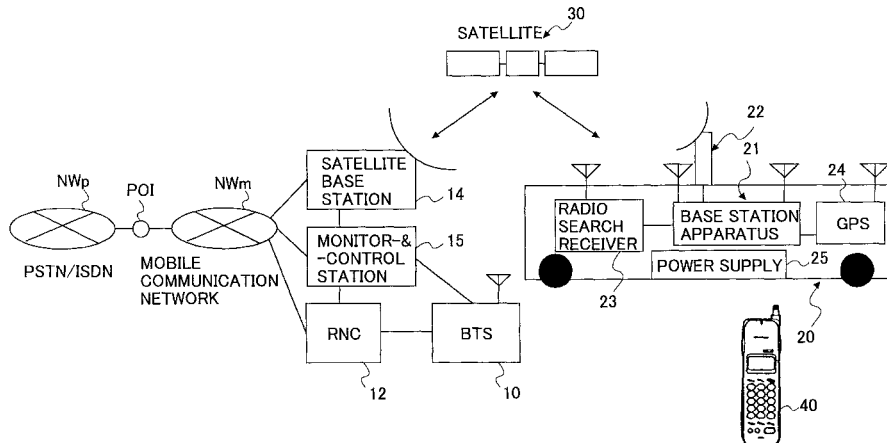 30
SATELLITE
22
21
24
SATELLITE
BASE
STATION
14
NWp
POI
NWm
RADIO
SEARCH
RECEIVER
BASE STATION
APPARATUS
GPS
MONITOR-&
-CONTROL
STATION
15
25
POWER SUPPLY
PSTN/ISDN
MOBILE
COMMUNICATION
NETWORK
23
20
RNC
BTS
12
10
40